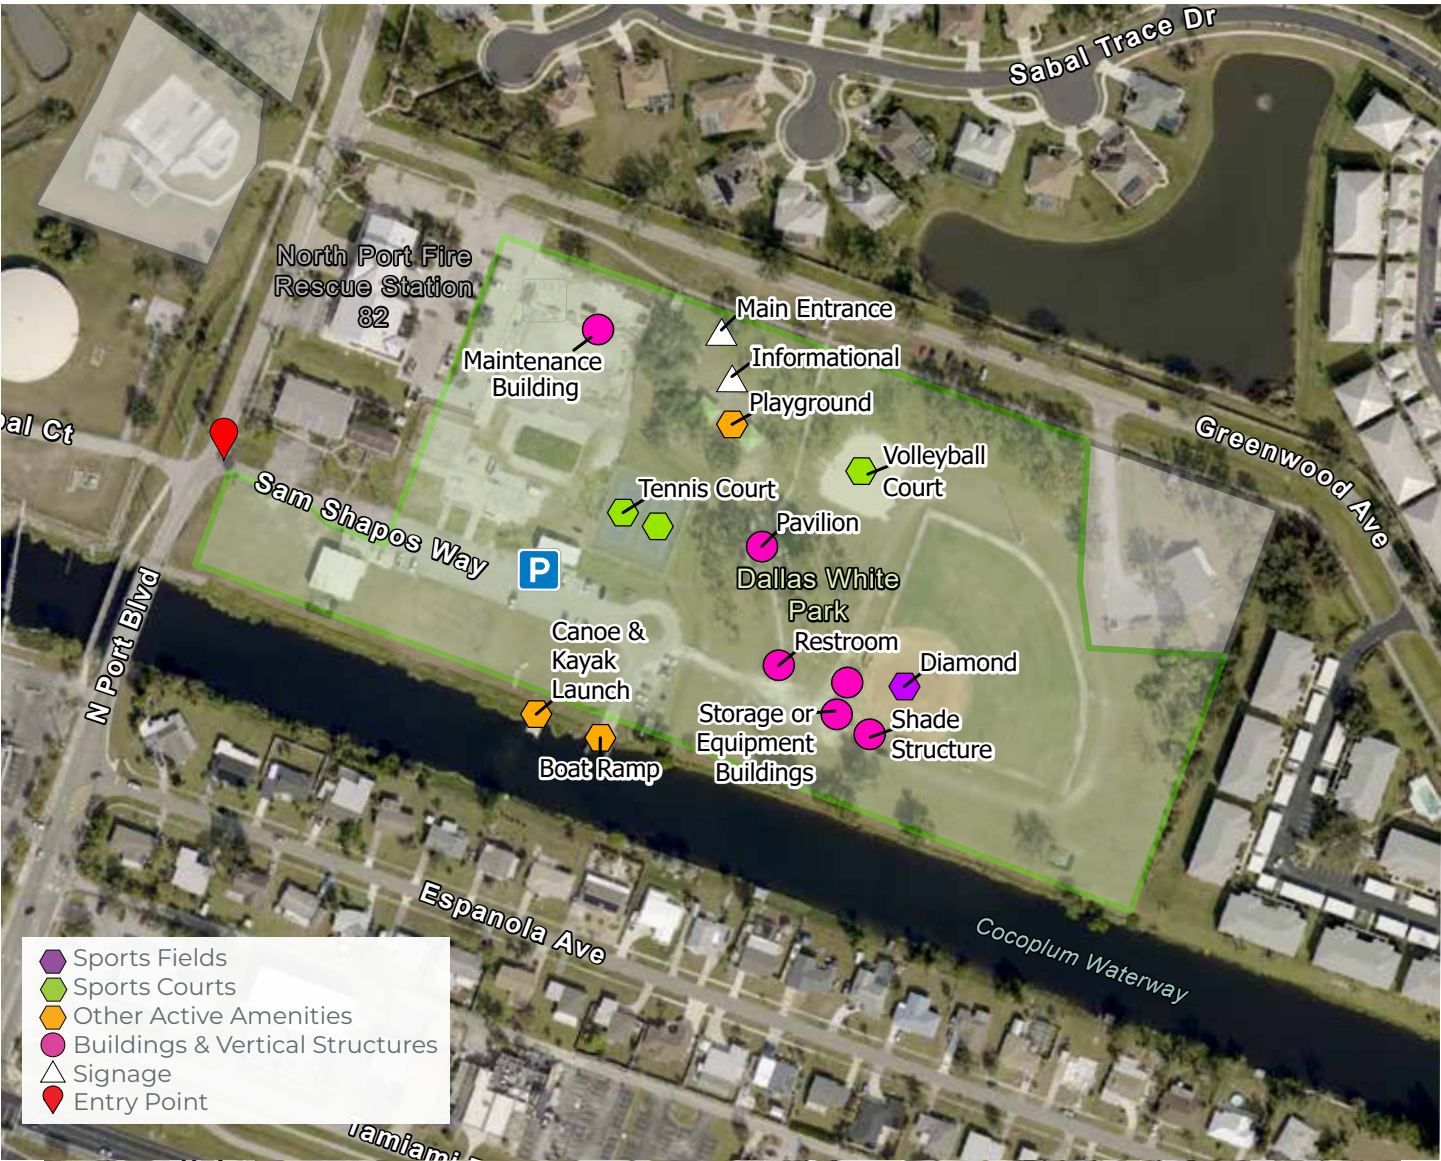 Sabal Trace Dr
North Port Fire
Rescue Station
82
Main Entrance
Informational
Maintenance
Building
Playground
Greenwood Ave
al Ct
Volleyball
Court
Sam Shapos Way
Tennis Court
Pavilion
P
Dallas White
Park
N Port Blvd
Canoe &
Kayak
Launch
Restroom
Diamond
Storage or
Equipment
Buildings
Shade
Structure
Boat Ramp
Espanola Ave
Cocoplum Waterway
Sports Fields
Sports Courts
Other Active Amenities
Buildings & Vertical Structures
Signage
Entry Point
Tamiami